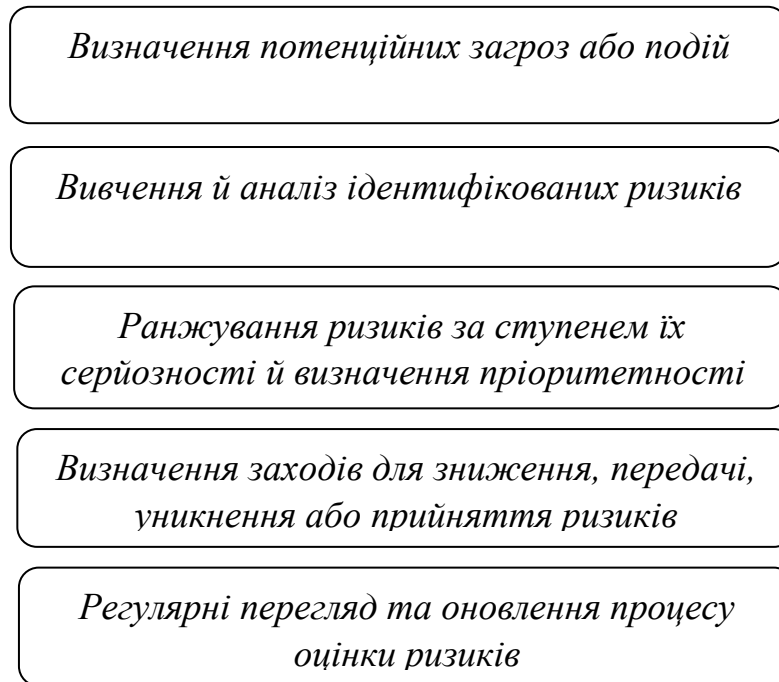 Визначення потенційних загроз або подій
Вивчення й аналіз ідентифікованих ризиків
Ранжування ризиків за ступенем їх
серйозності й визначення пріоритетності
Визначення заходів для зниження, передачі,
уникнення або прийняття ризиків
Регулярні перегляд та оновлення процесу
оцінки ризиків